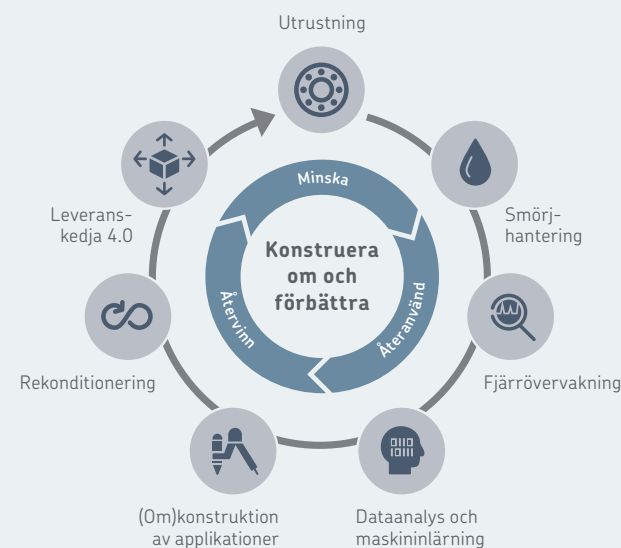 Utrustning
Smörj-
hantering
Fjärrövervakning
Dataanalys och
maskininlärning
(Om)konstruktion
av applikationer
Rekonditionering
Leverans-
kedja 4.0
Minska
Återanvänd
Återvinn
Konstruera
om och
förbättra